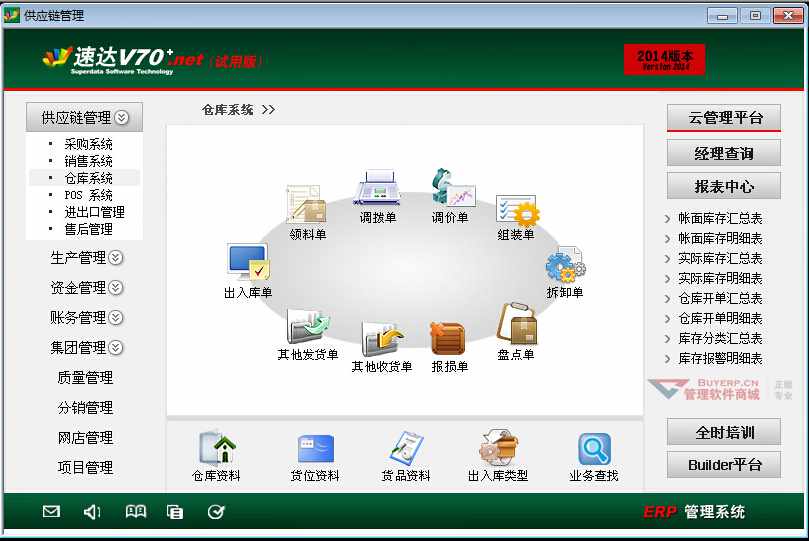 供应链管理
速达V70+.net (试用版)
Superdata Software Technology
2014版本
Version 2014
供应链管理
采购系统
销售系统
仓库系统
POS 系统
进出口管理
售后管理
生产管理
资金管理
账务管理
集团管理
质量管理
分销管理
网店管理
项目管理
仓库系统 >>
领料单
调拨单
调价单
组装单
出入库单
拆卸单
其他发货单
其他收货单
报损单
盘点单
仓库资料
货位资料
货品资料
出入库类型
业务查找
云管理平台
经理查询
报表中心
帐面库存汇总表
帐面库存明细表
实际库存汇总表
实际库存明细表
仓库开单汇总表
仓库开单明细表
库存分类汇总表
库存报警明细表
BUYERP.CN
管理软件商城
正版
专业
全时培训
Builder平台
ERP 管理系统